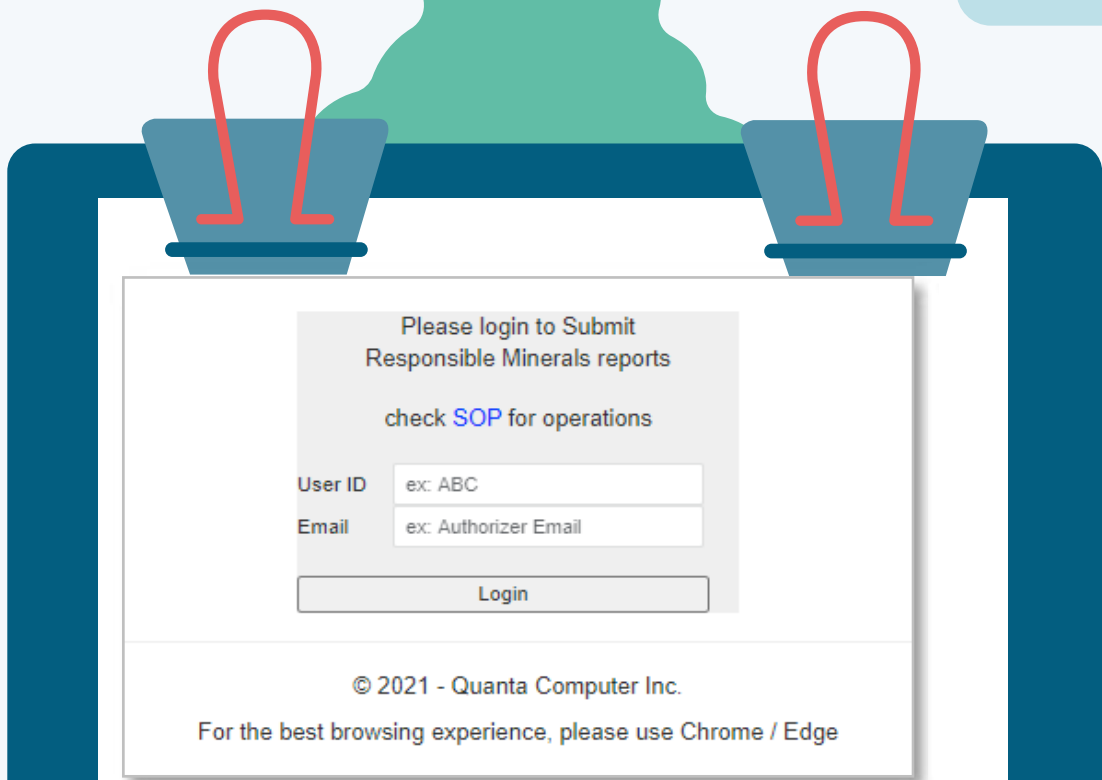 Please login to Submit
Responsible Minerals reports
check SOP for operations
User ID ex: ABC
Email ex: Authorizer Email
Login
© 2021 - Quanta Computer Inc.
For the best browsing experience, please use Chrome / Edge